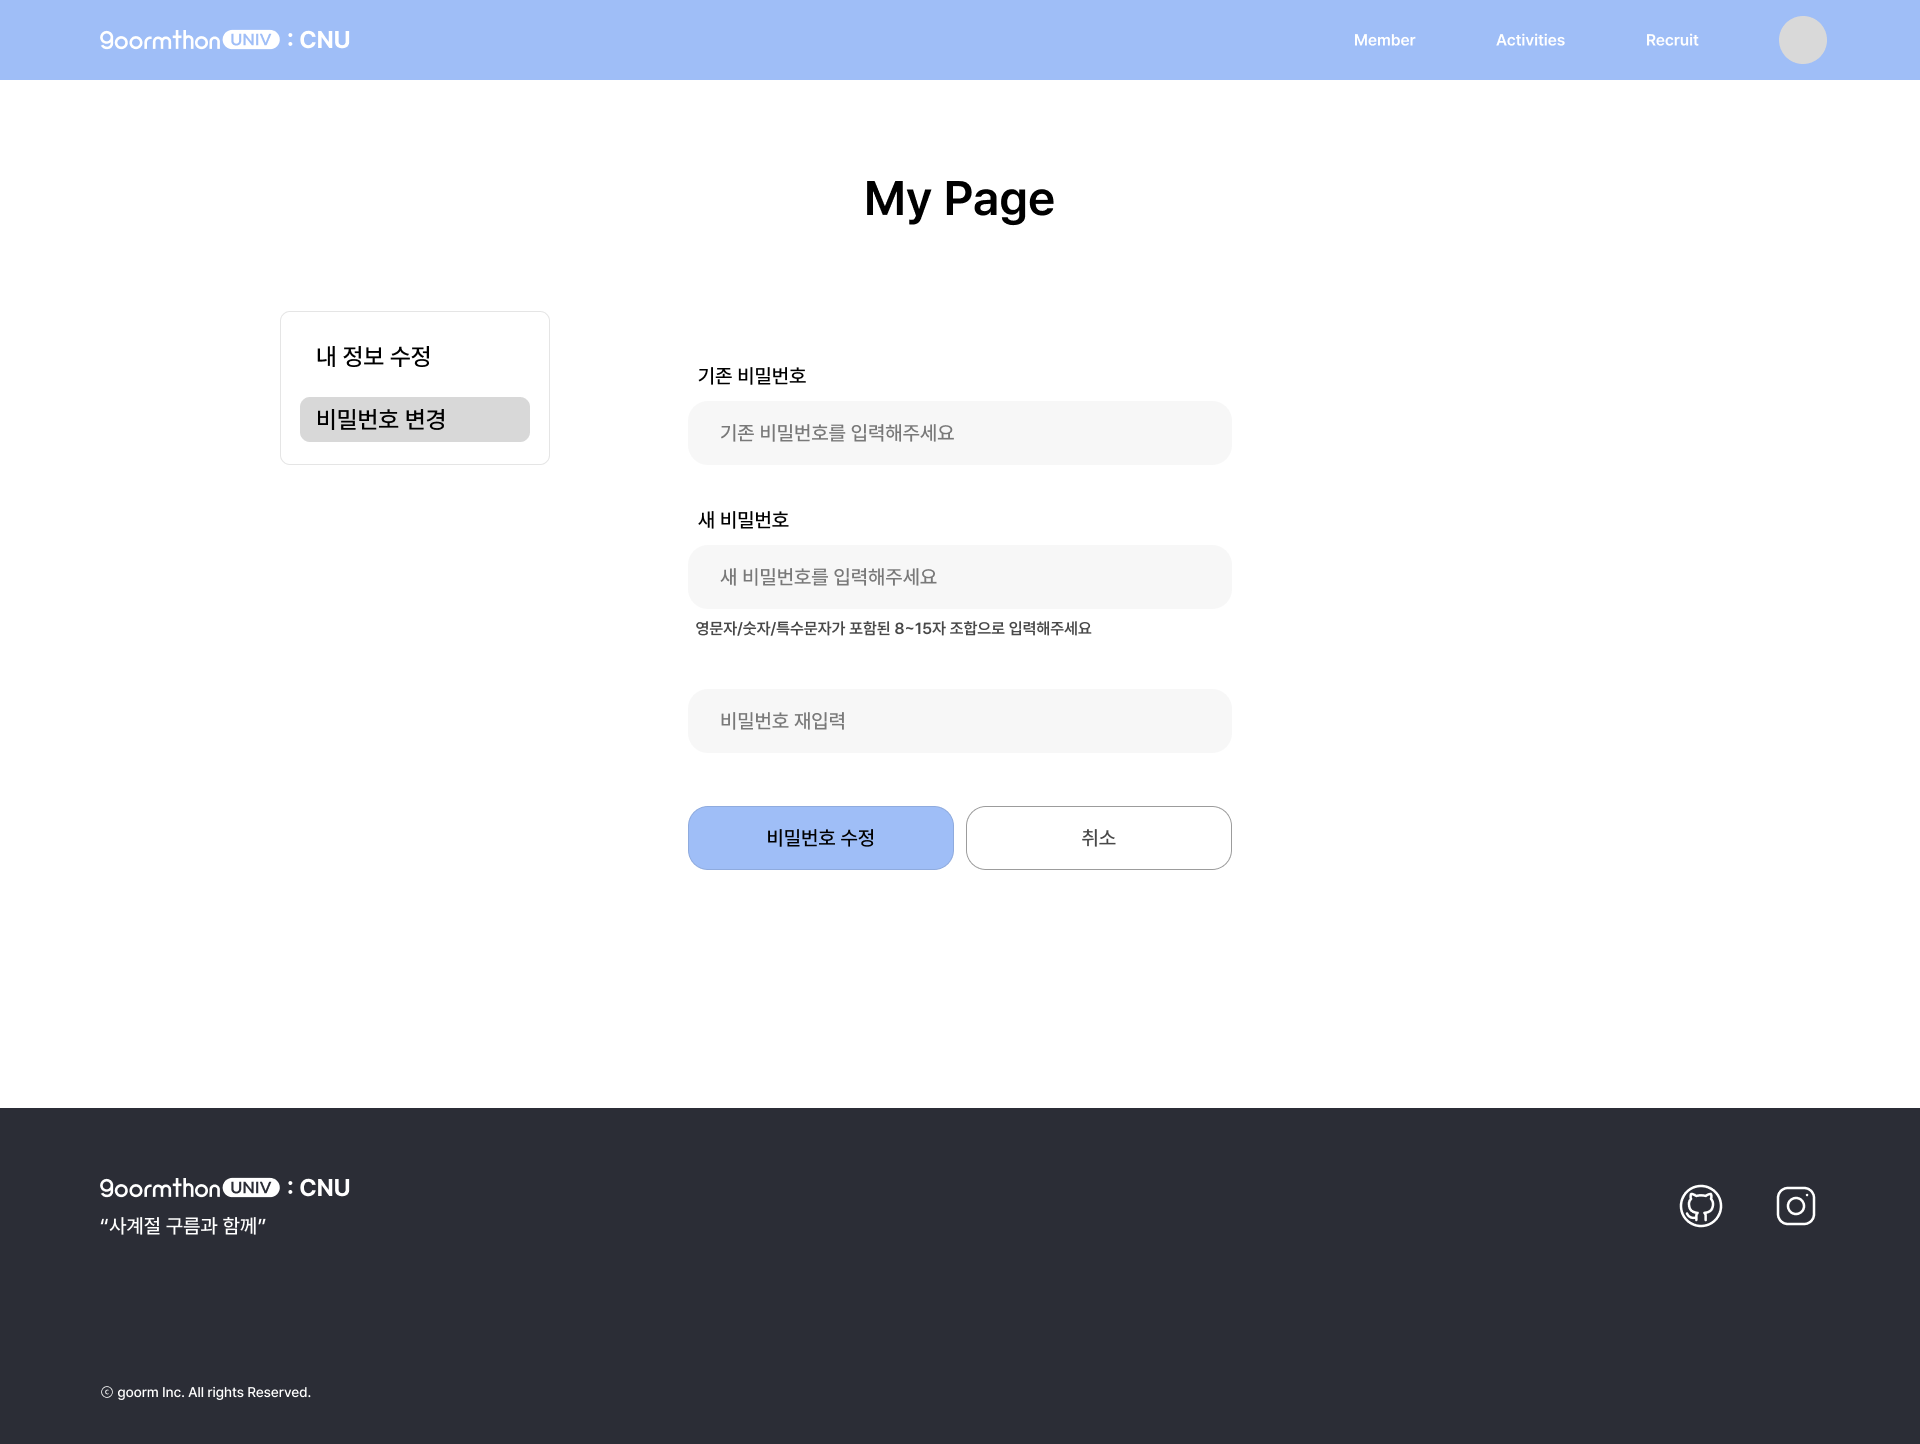 goormthon UNIV : CNU
Member
Activities
Recruit
My Page
내 정보 수정
비밀번호 변경
기존 비밀번호
기존 비밀번호를 입력해주세요
새 비밀번호
새 비밀번호를 입력해주세요
영문자/숫자/특수문자가 포함된 8~15자 조합으로 입력해주세요
비밀번호 재입력
비밀번호 수정
취소
goormthon UNIV : CNU
“사계절 구름과 함께”
ⓒ goorm Inc. All rights Reserved.